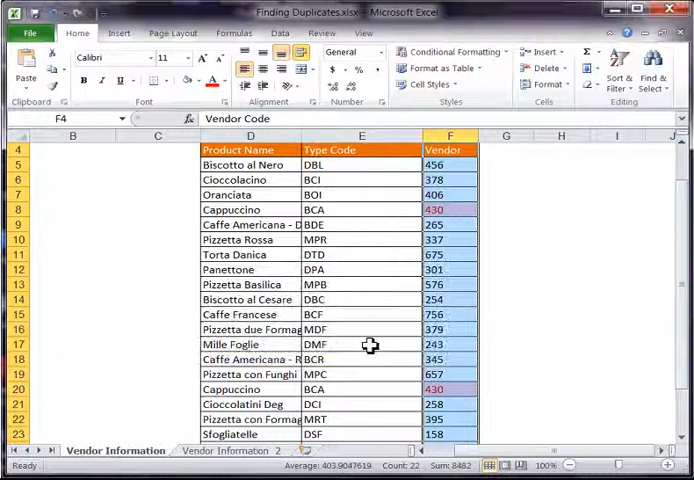 Finding Duplicates.xlsx - Microsoft Excel
File Home Insert Page Layout Formulas Data Review View
Calibri 11 General Conditional Formatting Insert
Paste Format as Table Delete Sort & Find &
B I U Cell Styles Format Filter Select
Clipboard Font Alignment Number Styles Cells Editing
F4 fx Vendor Code
B C D E F G H I J
4 Product Name Type Code Vendor
5 Biscotto al Nero DBL 456
6 Cioccolacino BCI 378
7 Oranciata BOI 406
8 Cappuccino BCA 430
9 Caffe Americana - D BDE 265
10 Pizzetta Rossa MPR 337
11 Torta Danica DTD 675
12 Panettone DPA 301
13 Pizzetta Basilica MPB 576
14 Biscotto al Cesare DBC 254
15 Caffe Francese BCF 756
16 Pizzetta due Formag MDF 379
17 Mille Foglie DMF 243
18 Caffe Americana - R BCR 345
19 Pizzetta con Funghi MPC 657
20 Cappuccino BCA 430
21 Cioccolatini Deg DCI 258
22 Pizzetta con Formag MRT 395
23 Sfogliatelle DSF 158
Vendor Information Vendor Information 2
Ready Average: 403.9047619 Count: 22 Sum: 8482 100%